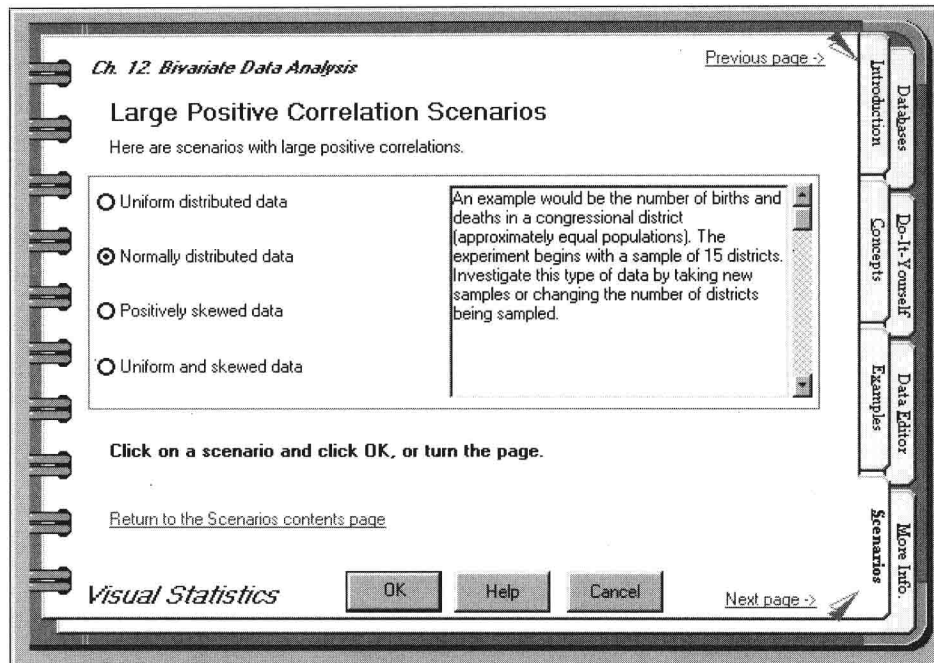 Ch. 12. Bivariate Data Analysis
Previous page ->
Large Positive Correlation Scenarios
Here are scenarios with large positive correlations.
Uniform distributed data
Normally distributed data
Positively skewed data
Uniform and skewed data
An example would be the number of births and
deaths in a congressional district
(approximately equal populations). The
experiment begins with a sample of 15 districts.
Investigate this type of data by taking new
samples or changing the number of districts
being sampled.
Click on a scenario and click OK, or turn the page.
Return to the Scenarios contents page
Visual Statistics
OK
Help
Cancel
Next page ->
Introduction
Concepts
Examples
Scenarios
Databases
Do-It-Yourself
Data Editor
More Info.